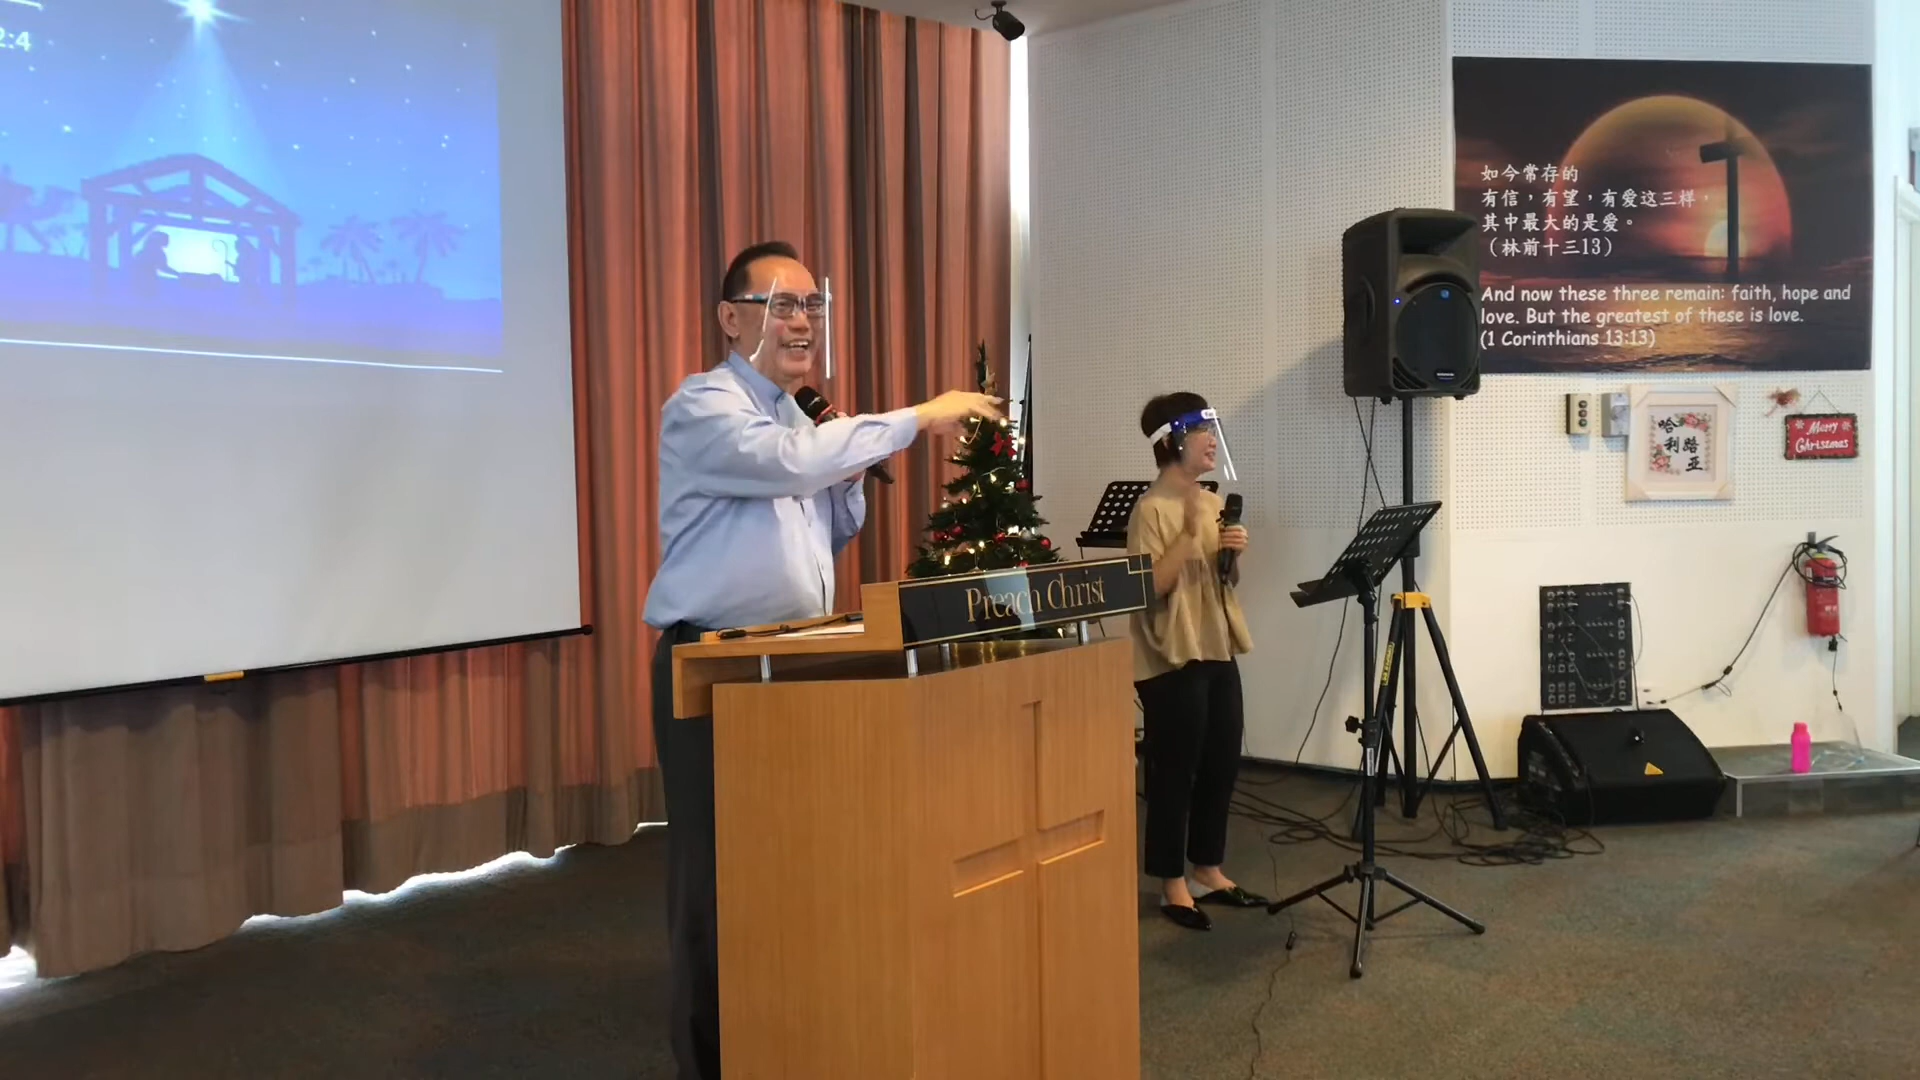 2:4
Preach Christ
如今常存的
有信，有望，有爱这三样，
其中最大的是爱。
（林前十三13）
And now these three remain: faith, hope and
love. But the greatest of these is love.
(1 Corinthians 13:13)
哈
利路
亚
Merry
Christmas